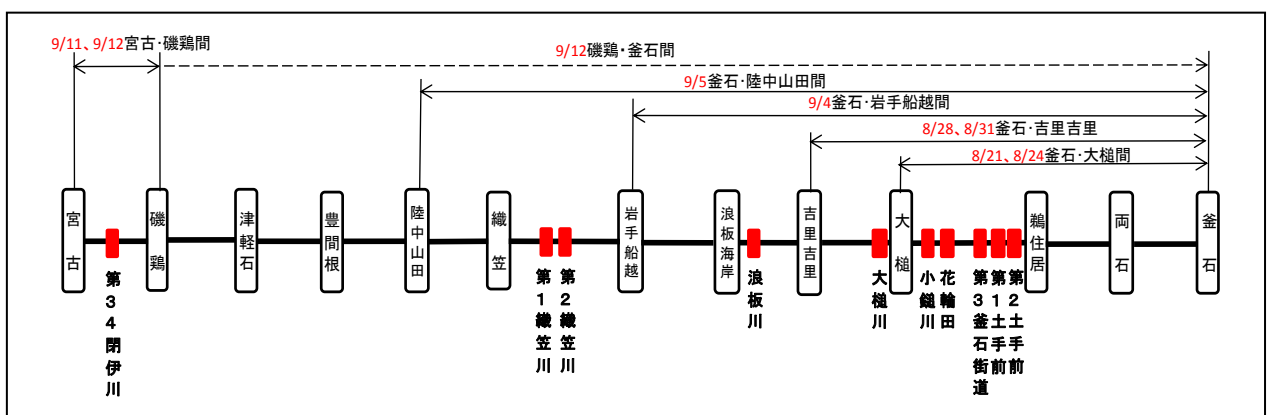 9/11、9/12宮古・磯鶏間
9/12磯鶏・釜石間
9/5釜石・陸中山田間
9/4釜石・岩手船越間
8/28、8/31釜石・吉里吉里
8/21、8/24釜石・大槌間
宮古
磯鶏
津軽石
豊間根
陸中山田
織笠
岩手船越
浪板海岸
吉里吉里
大槌
鵜住居
両石
釜石
第34閉伊川
第1織笠川
第2織笠川
浪板川
大槌川
小鎚川
花輪田
第3釜石街道
第1土手前
第2土手前